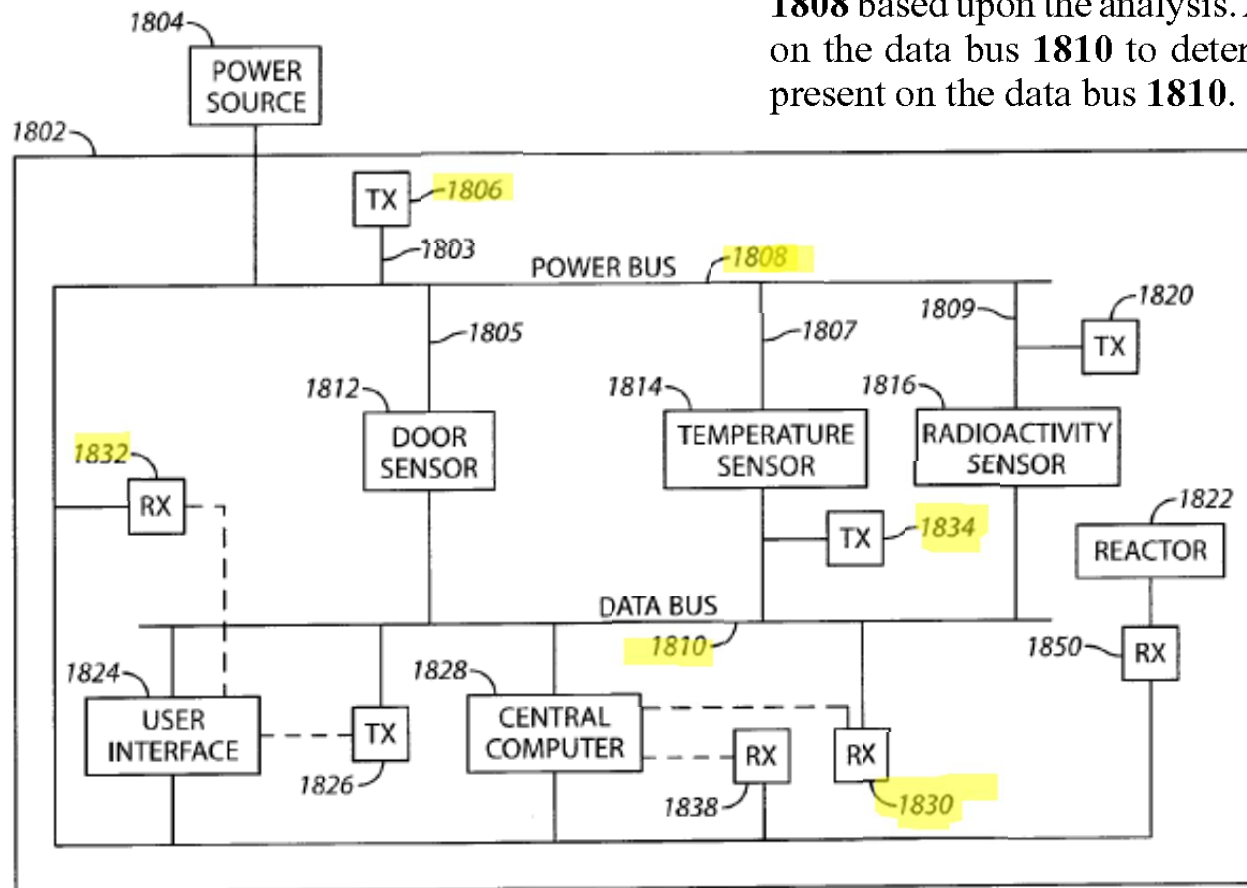 1808 based upon the analysis.
on the data bus 1810 to deter
present on the data bus 1810.
1804
POWER
SOURCE
1802
TX
1806
1803
POWER BUS
1808
1809
1820
TX
1805
1807
1812
1814
1816
DOOR
SENSOR
TEMPERATURE
SENSOR
RADIOACTIVITY
SENSOR
1832
RX
1822
REACTOR
TX
1834
DATA BUS
1810
1850
RX
1824
USER
INTERFACE
TX
1826
1828
CENTRAL
COMPUTER
RX
1838
RX
1830